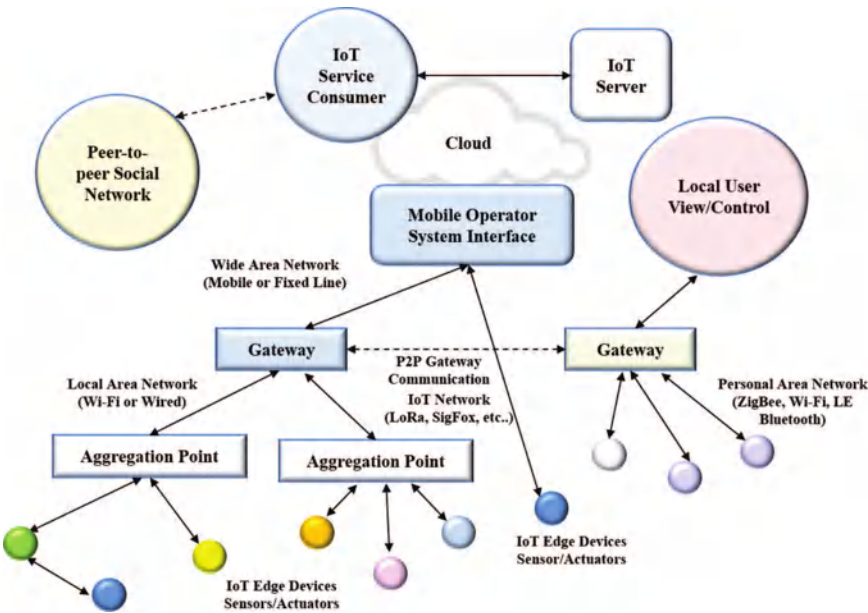 IoT
Service
Consumer
IoT
Server
Peer-to-
peer Social
Network
Cloud
Local User
View/Control
Mobile Operator
System Interface
Wide Area Network
(Mobile or Fixed Line)
Gateway
Gateway
P2P Gateway
Communication
Local Area Network
(Wi-Fi or Wired)
IoT Network
(LoRa, SigFox, etc..)
Personal Area Network
(ZigBee, Wi-Fi, LE
Bluetooth)
Aggregation Point
Aggregation Point
IoT Edge Devices
Sensor/Actuators
IoT Edge Devices
Sensors/Actuators